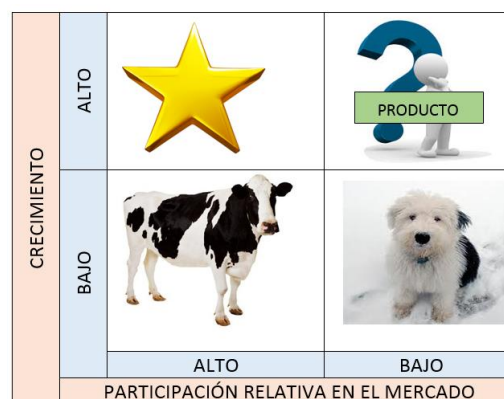 ALTO
PRODUCTO
CRECIMIENTO
BAJO
ALTO
BAJO
PARTICIPACIÓN RELATIVA EN EL MERCADO